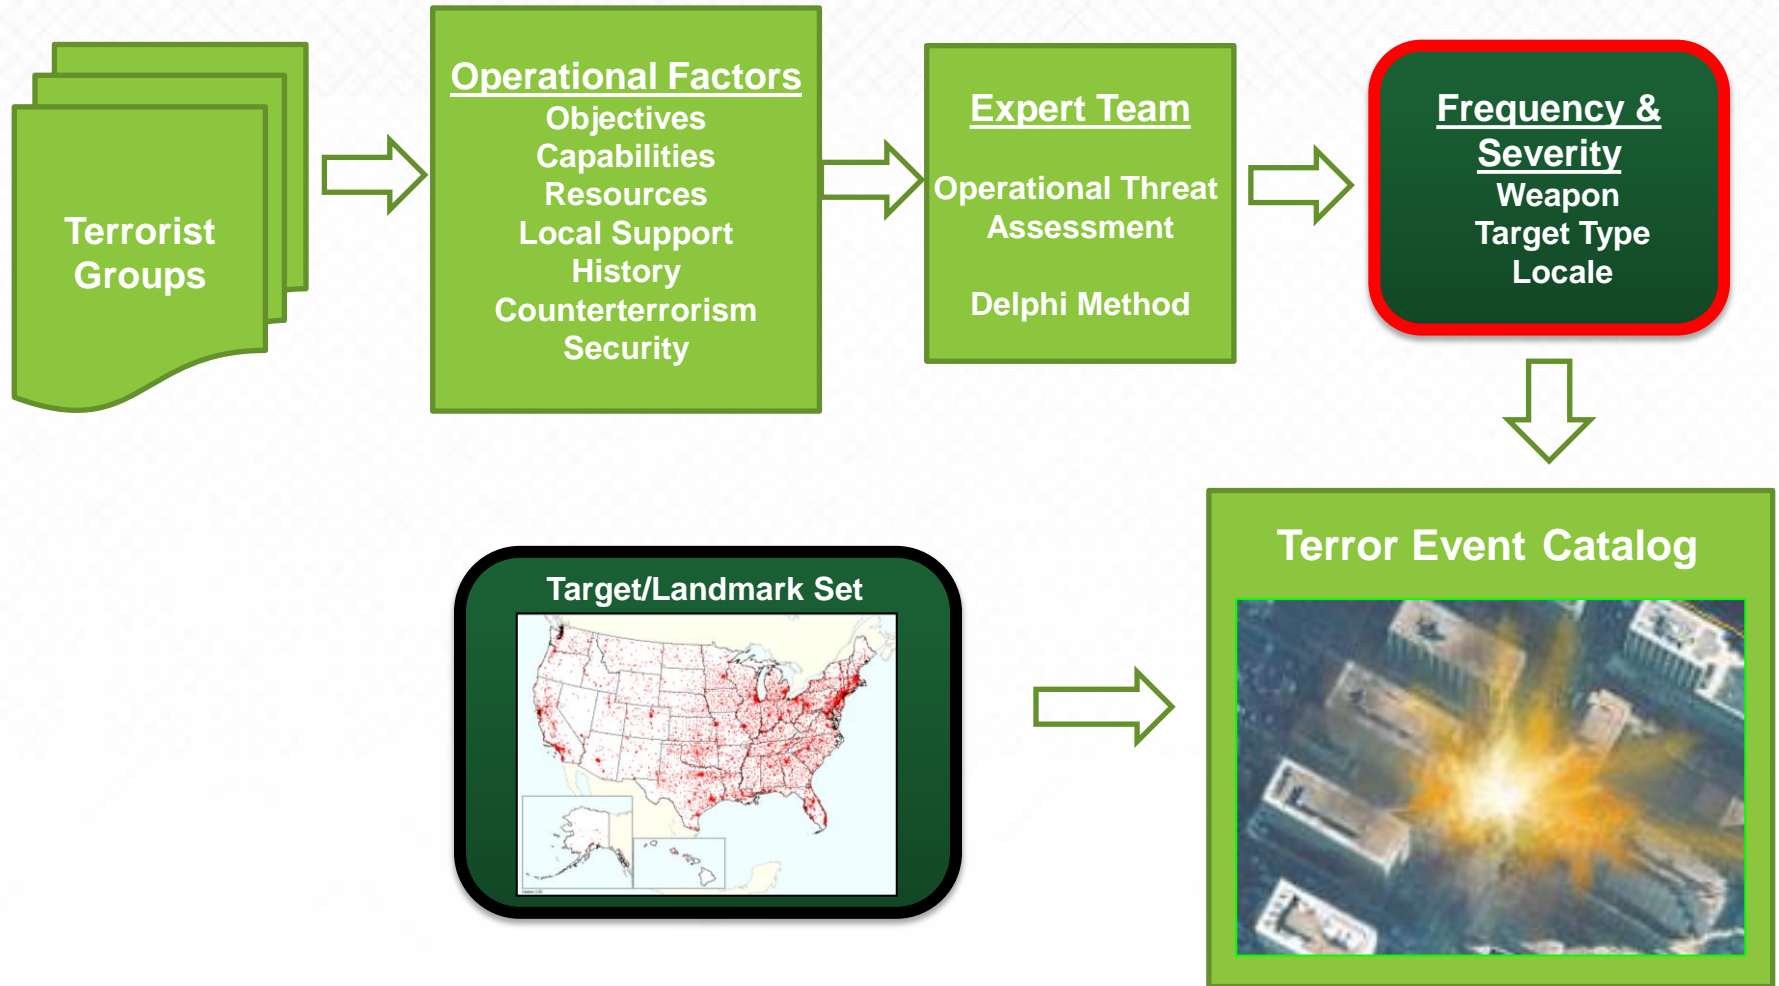 Terrorist
Groups
Operational Factors
Objectives
Capabilities
Resources
Local Support
History
Counterterrorism
Security
Expert Team
Operational Threat
Assessment
Delphi Method
Frequency &
Severity
Weapon
Target Type
Locale
Target/Landmark Set
Terror Event Catalog